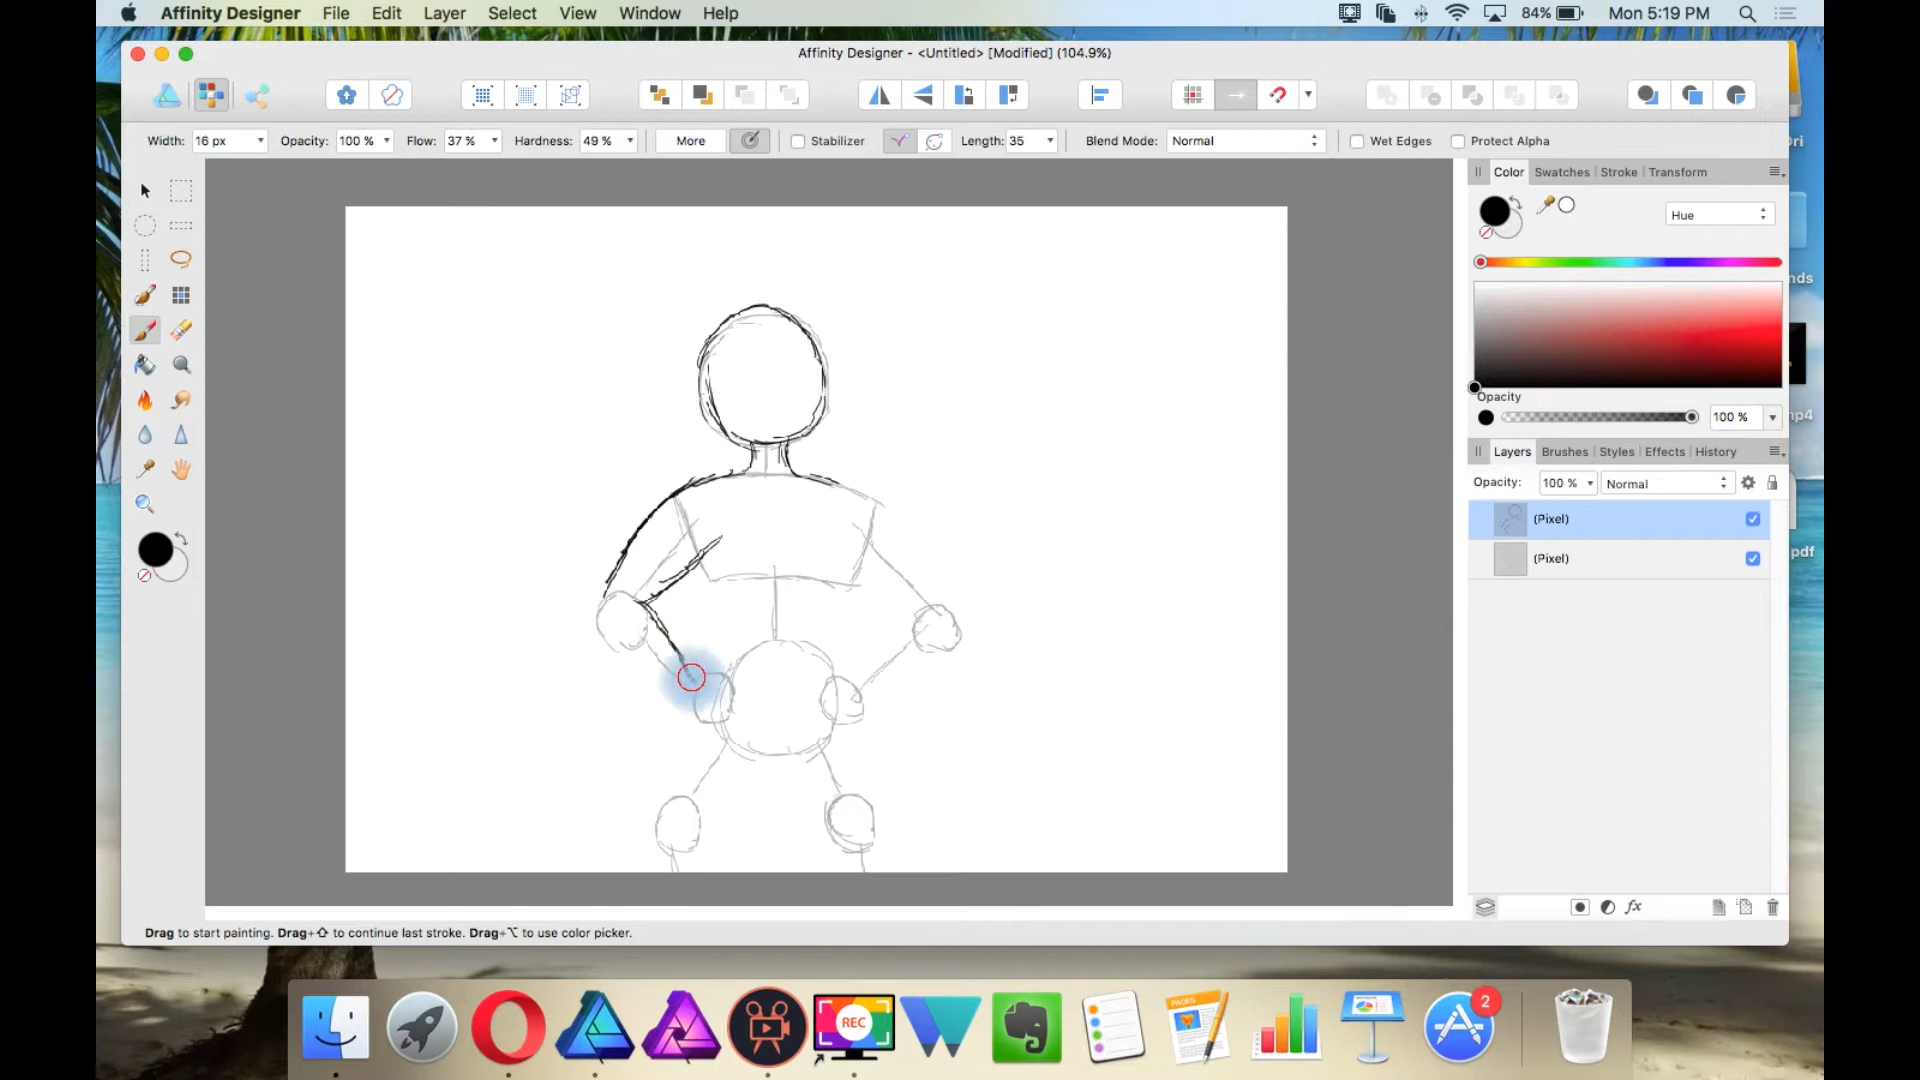 Affinity Designer File Edit Layer Select View Window Help 84% Mon 5:19 PM
Affinity Designer - <Untitled> [Modified] (104.9%)
Width: 16 px Opacity: 100 % Flow: 37 % Hardness: 49 % More Stabilizer Length: 35 Blend Mode: Normal Wet Edges Protect Alpha
Color Swatches Stroke Transform
Hue
Opacity
100 %
Layers Brushes Styles Effects History
Opacity: 100 % Normal
(Pixel)
(Pixel)
fx
Drag to start painting. Drag+⇧ to continue last stroke. Drag+⌥ to use color picker.
REC
PAGES
2